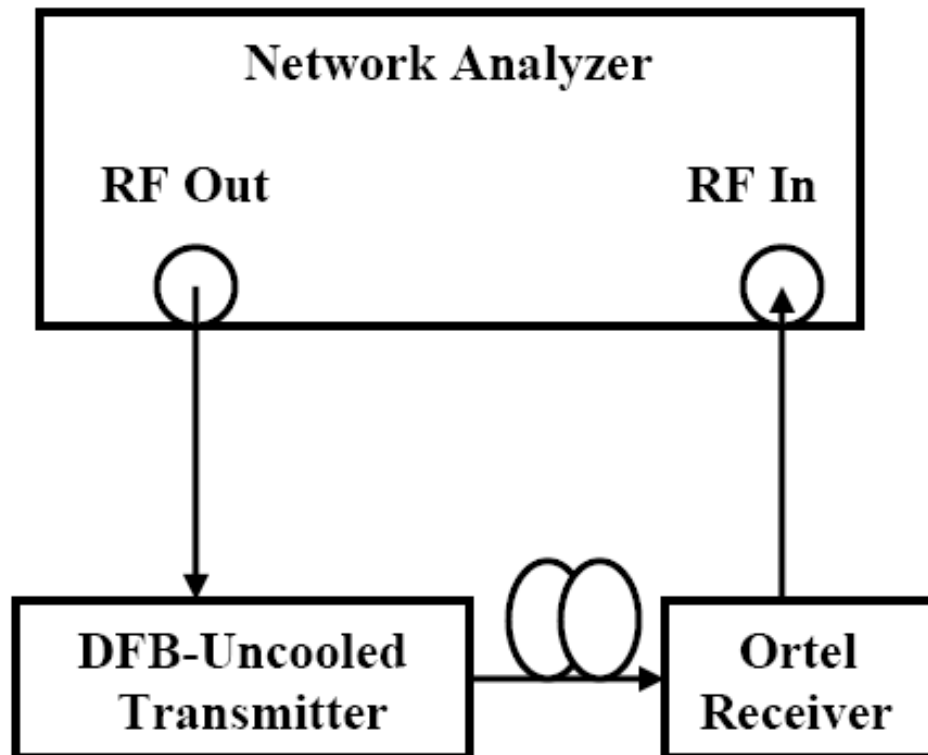 Network Analyzer
RF Out
RF In
DFB-Uncooled
Transmitter
Ortel
Receiver